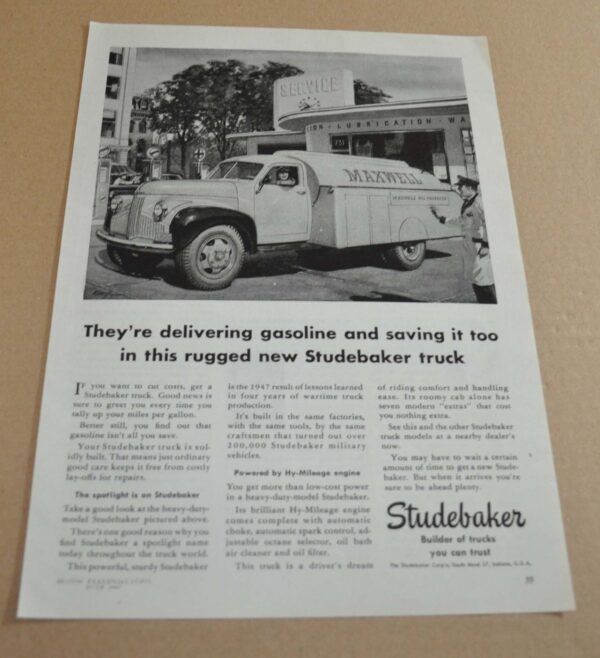 SERVICE
ION - LUBRICATION - WA
MAXWELL
They're delivering gasoline and saving it too
in this rugged new Studebaker truck
IF you want to cut costs, get a
Studebaker truck. Good news is
sure to greet you every time you
tally up your miles per gallon.
Better still, you find out that
gasoline isn't all you save.
Your Studebaker truck is sol-
idly built. That means just ordinary
good care keeps it free from costly
lay-offs for repairs.
The spotlight is on Studebaker
Take a good look at the heavy-duty-
model Studebaker pictured above.
There's one good reason why you
find Studebaker a spotlight name
today throughout the truck world.
This powerful, sturdy Studebaker
is the 1947 result of lessons learned
in four years of wartime truck
production.
It's built in the same factories,
with the same tools, by the same
craftsmen that turned out over
200,000 Studebaker military
vehicles.
Powered by Hy-Mileage engine
You get more than low-cost power
in a heavy-duty-model Studebaker.
Its brilliant Hy-Mileage engine
comes complete with automatic
choke, automatic spark control, ad-
justable octane selector, oil bath
air cleaner and oil filter.
This truck is a driver's dream
of riding comfort and handling
ease. Its roomy cab alone has
seven modern "extras" that cost
you nothing extra.
See this and the other Studebaker
truck models at a nearby dealer's
now.
You may have to wait a certain
amount of time to get a new Stude-
baker. But when it arrives you're
sure to be ahead plenty.
Studebaker
Builder of trucks
you can trust
The Studebaker Corp'n, South Bend 27, Indiana, U.S.A.